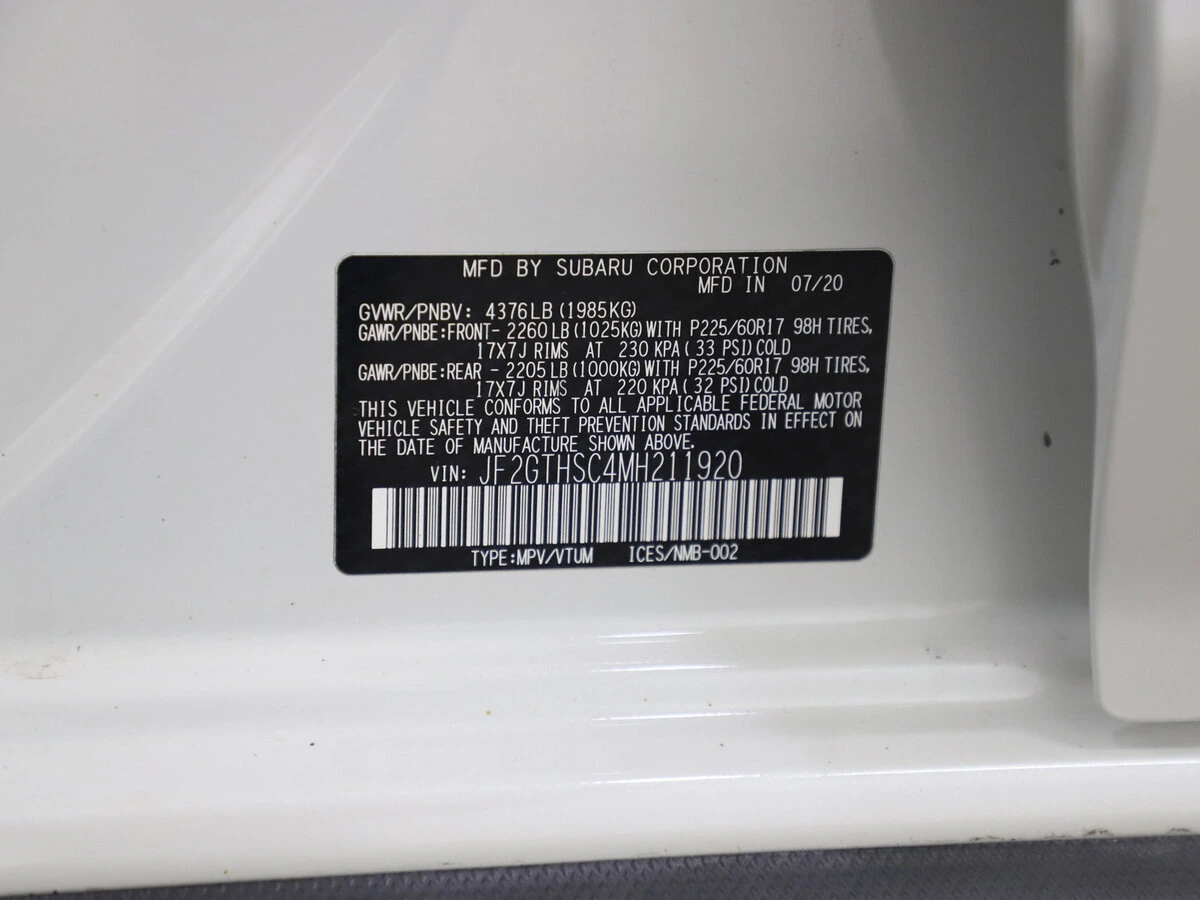 MFD BY SUBARU CORPORATION
MFD IN 07/20
GVWR/PNBV: 4376LB(1985KG)
GAWR/PNBE:FRONT- 2260LB(1025KG)WITH P225/60R17 98H TIRES,
17X7J RIMS AT 230 KPA( 33 PSI)COLD
GAWR/PNBE:REAR - 2205LB(1000KG)WITH P225/60R17 98H TIRES,
17X7J RIMS AT 220 KPA( 32 PSI)COLD
THIS VEHICLE CONFORMS TO ALL APPLICABLE FEDERAL MOTOR
VEHICLE SAFETY AND THEFT PREVENTION STANDARDS IN EFFECT ON
THE DATE OF MANUFACTURE SHOWN ABOVE.
VIN: JF2GTHSC4MH211920
TYPE:MPV/VTUM ICES/NMB-002